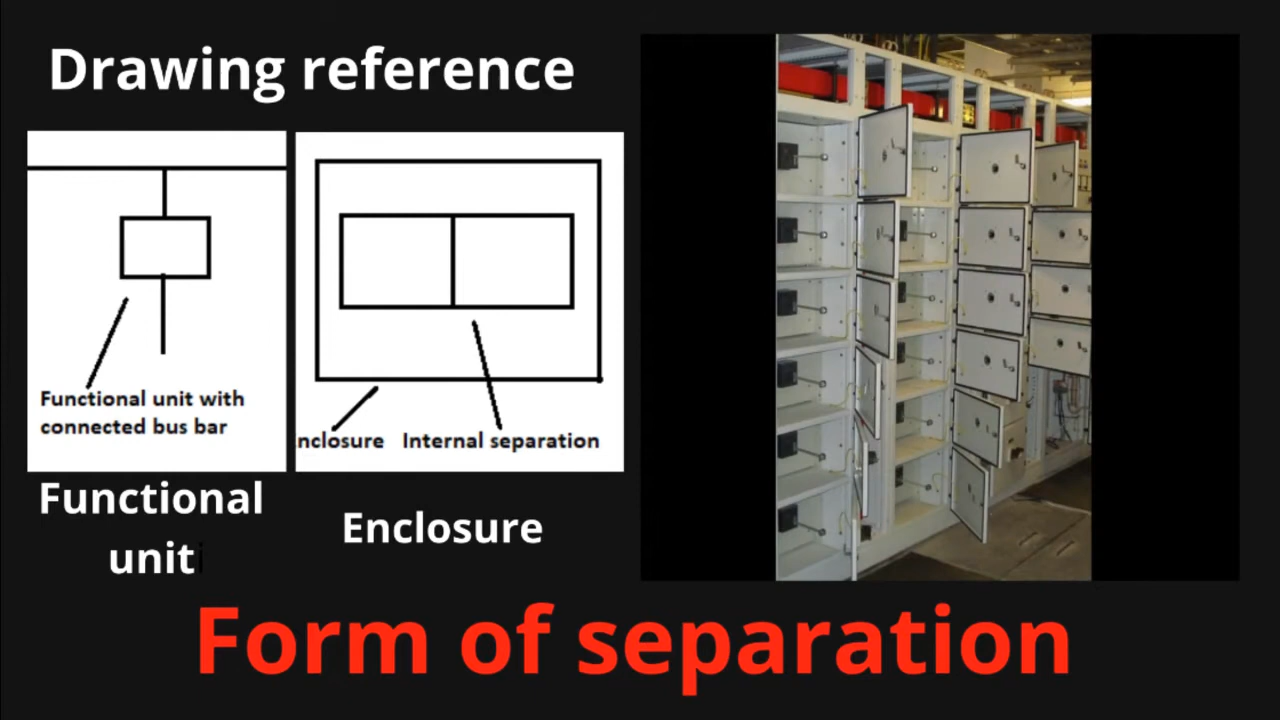 Drawing reference
Functional unit with
connected bus bar
nclosure Internal separation
Functional
unit
Enclosure
Form of separation